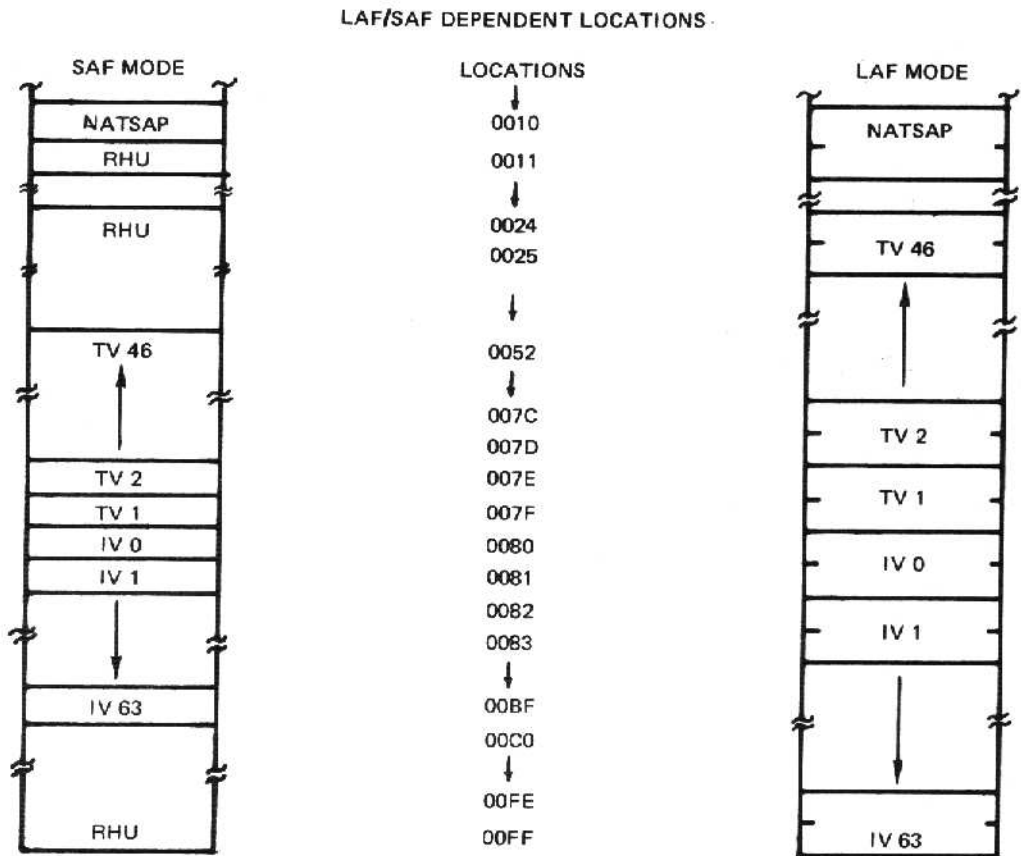 LAF/SAF DEPENDENT LOCATIONS
SAF MODE
NATSAP
RHU
RHU
TV 46
TV 2
TV 1
IV 0
IV 1
IV 63
RHU
LOCATIONS
0010
0011
0024
0025
0052
007C
007D
007E
007F
0080
0081
0082
0083
00BF
00C0
00FE
00FF
LAF MODE
NATSAP
TV 46
TV 2
TV 1
IV 0
IV 1
IV 63